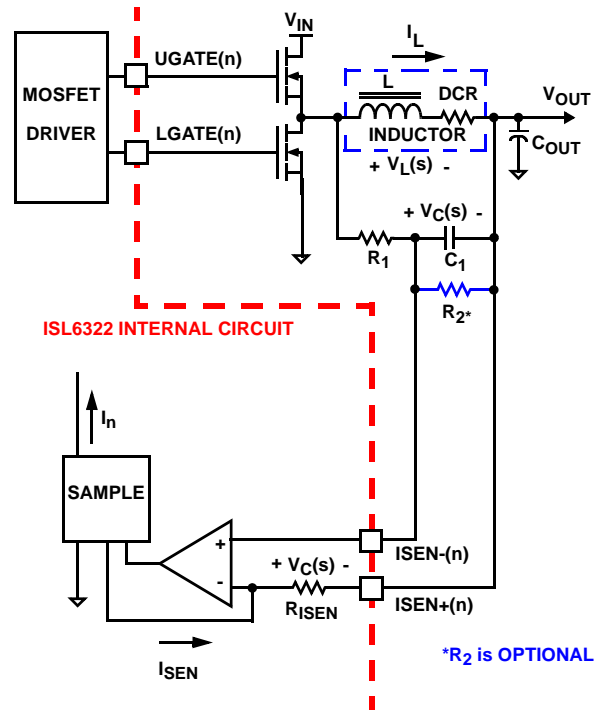 V_IN
I_L
UGATE(n)
MOSFET
DRIVER
L
DCR
V_OUT
LGATE(n)
INDUCTOR
C_OUT
+ V_L(s) -
+ V_C(s) -
R_1
C_1
R_2*
ISL6322 INTERNAL CIRCUIT
I_n
SAMPLE
+
-
+ V_C(s) -
ISEN-(n)
R_ISEN
ISEN+(n)
I_SEN
*R_2 is OPTIONAL